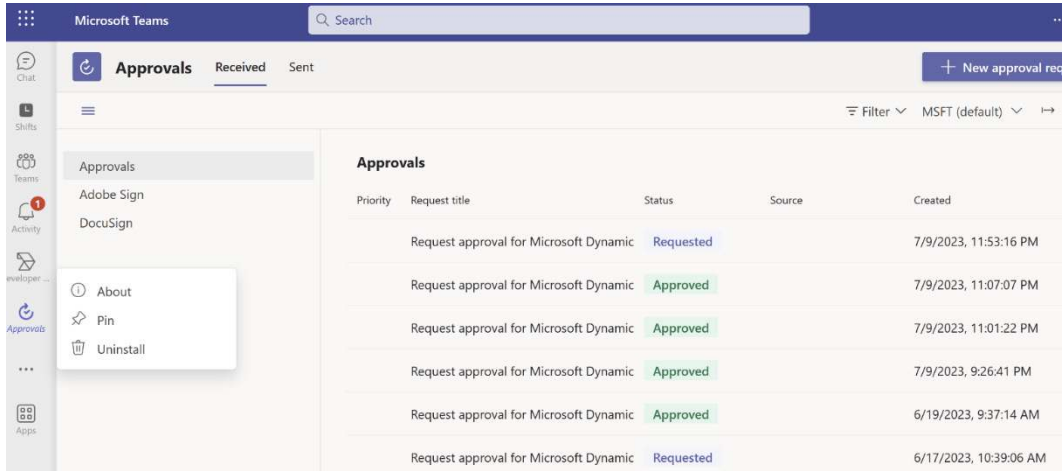 Microsoft Teams
Search
Approvals Received Sent
+ New approval req
Filter MSFT (default)
Chat
Shifts
Teams
1
Activity
eveloper ...
Approvals
...
Apps
Approvals
Adobe Sign
DocuSign
About
Pin
Uninstall
Approvals
Priority Request title Status Source Created
Request approval for Microsoft Dynamic Requested 7/9/2023, 11:53:16 PM
Request approval for Microsoft Dynamic Approved 7/9/2023, 11:07:07 PM
Request approval for Microsoft Dynamic Approved 7/9/2023, 11:01:22 PM
Request approval for Microsoft Dynamic Approved 7/9/2023, 9:26:41 PM
Request approval for Microsoft Dynamic Approved 6/19/2023, 9:37:14 AM
Request approval for Microsoft Dynamic Requested 6/17/2023, 10:39:06 AM